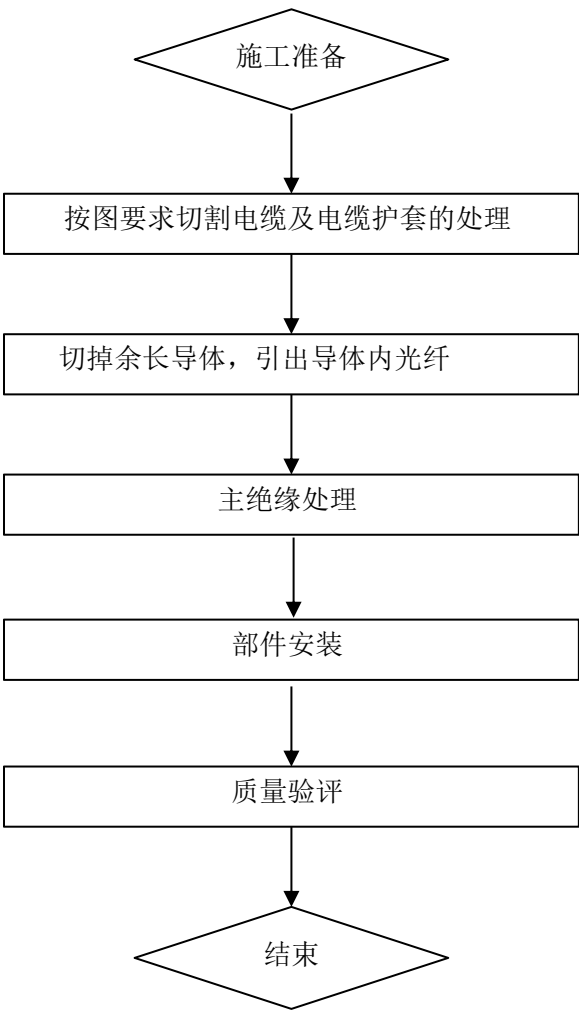 施工准备
按图要求切割电缆及电缆护套的处理
切掉余长导体，引出导体内光纤
主绝缘处理
部件安装
质量验评
结束